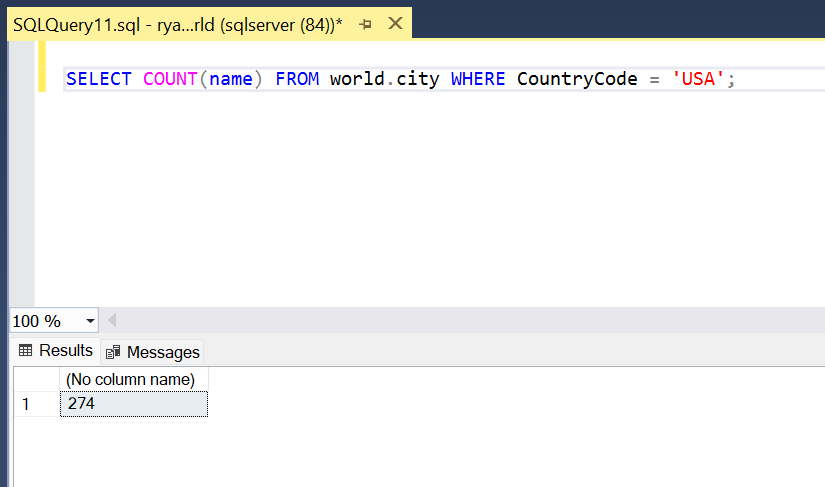 SQLQuery11.sql - rya...rld (sqlserver (84))*
SELECT COUNT(name) FROM world.city WHERE CountryCode = 'USA';
100 %
Results Messages
(No column name)
1 274